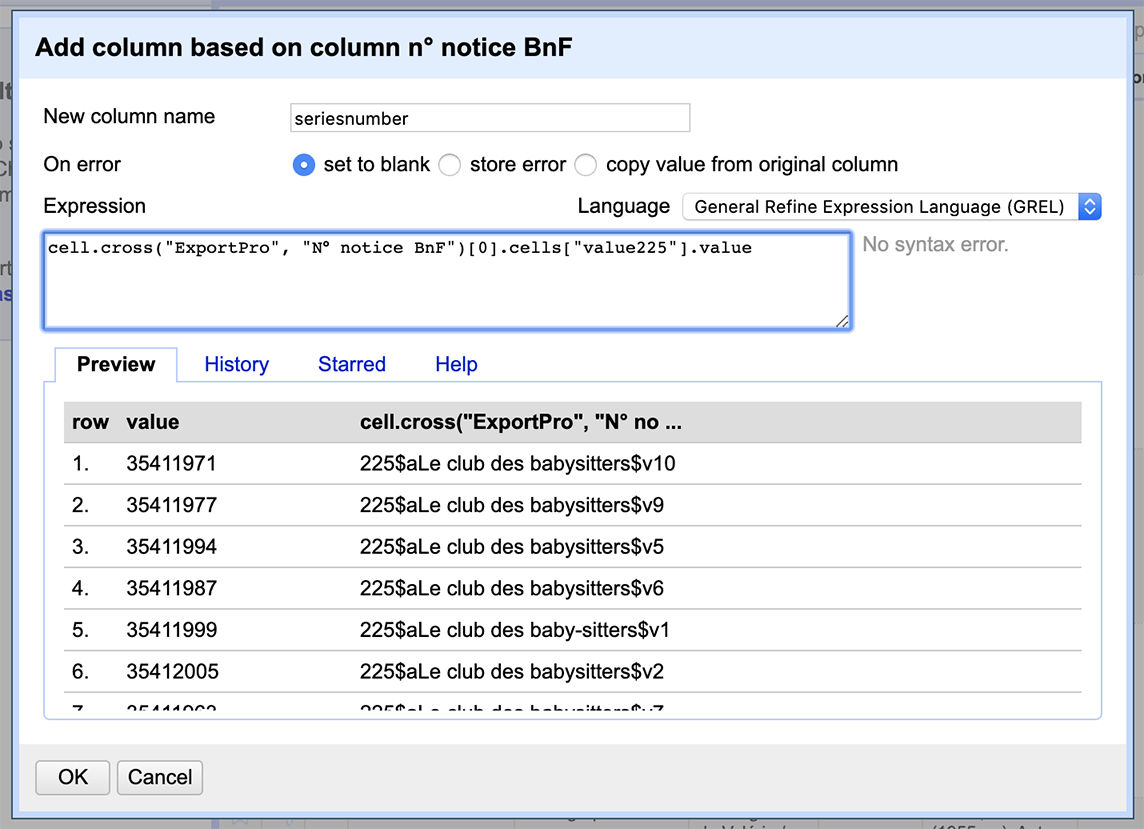 Add column based on column n° notice BnF
New column name
seriesnumber
On error
set to blank
store error
copy value from original column
Expression
Language
General Refine Expression Language (GREL)
cell.cross("ExportPro", "N° notice BnF")[0].cells["value225"].value
No syntax error.
Preview History Starred Help
row value cell.cross("ExportPro", "N° no ...
1. 35411971 225$aLe club des babysitters$v10
2. 35411977 225$aLe club des babysitters$v9
3. 35411994 225$aLe club des babysitters$v5
4. 35411987 225$aLe club des babysitters$v6
5. 35411999 225$aLe club des baby-sitters$v1
6. 35412005 225$aLe club des babysitters$v2
OK Cancel